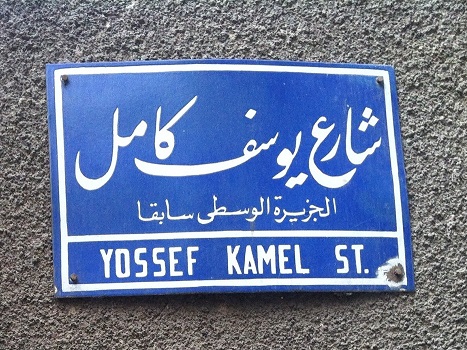 شارع يوسف كامل
الجزيرة الوسطى سابقا
YOSSEF KAMEL ST.